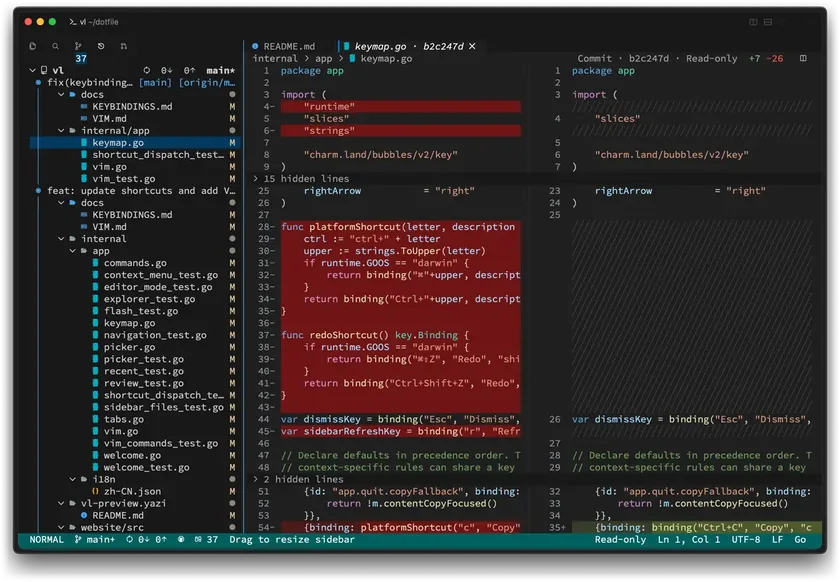 vl ~/dotfile
37
vl 0↓ 0↑ main*
fix(keybinding… [main] [origin/m…
docs
KEYBINDINGS.md M
VIM.md M
internal/app
keymap.go M
shortcut_dispatch_test… M
vim.go M
vim_test.go M
feat: update shortcuts and add V…
docs
KEYBINDINGS.md M
VIM.md M
internal
app
commands.go M
context_menu_test.go M
editor_mode_test.go M
explorer_test.go M
flash_test.go M
keymap.go M
navigation_test.go M
picker.go M
picker_test.go M
recent_test.go M
review_test.go M
shortcut_dispatch_te… M
sidebar_files_test.go M
tabs.go M
vim.go M
vim_commands_test.go M
welcome.go M
welcome_test.go M
i18n
zh-CN.json M
vl-preview.yazi
README.md M
website/src
README.md keymap.go · b2c247d ✕
internal › app › keymap.go Commit · b2c247d · Read-only +7 -26
1 package app
2
3 import (
4- "runtime"
5 "slices"
6- "strings"
7
8 "charm.land/bubbles/v2/key"
9 )
› 15 hidden lines
25 rightArrow = "right"
26 )
27
28- func platformShortcut(letter, description
29- ctrl := "ctrl+" + letter
30- upper := strings.ToUpper(letter)
31- if runtime.GOOS == "darwin" {
32- return binding("⌘"+upper, descript
33- }
34- return binding("Ctrl+"+upper, descript
35- }
36-
37- func redoShortcut() key.Binding {
38- if runtime.GOOS == "darwin" {
39- return binding("⌘⇧Z", "Redo", "shi
40- }
41- return binding("Ctrl+Shift+Z", "Redo",
42- }
43-
44 var dismissKey = binding("Esc", "Dismiss",
45- var sidebarRefreshKey = binding("r", "Refr
46
47 // Declare defaults in precedence order. T
48 // context-specific rules can share a key
› 2 hidden lines
51 {id: "app.quit.copyFallback", binding:
52 return !m.contentCopyFocused()
53 }},
54- {binding: platformShortcut("c", "Copy"
1 package app
2
3 import (
4 "slices"
5
6 "charm.land/bubbles/v2/key"
7 )
23 rightArrow = "right"
24 )
25
26 var dismissKey = binding("Esc", "Dismiss",
27
28 // Declare defaults in precedence order. T
29 // context-specific rules can share a key
32 {id: "app.quit.copyFallback", binding:
33 return !m.contentCopyFocused()
34 }},
35+ {binding: binding("Ctrl+C", "Copy", "c
NORMAL main+ 0↓ 0↑ 37 Drag to resize sidebar Read-only Ln 1, Col 1 UTF-8 LF Go